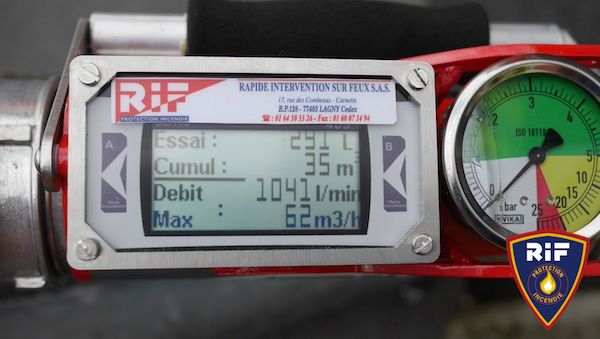 RiF
PROTECTION INCENDIE
RAPIDE INTERVENTION SUR FEUX S.A.S.
17, rue des Combeaux - Carnetin
B.P.128 - 77403 LAGNY Cedex
☎ : 01 64 30 33 26 - Fax : 01 60 07 14 94
A
B
Essai : 291 L
Cumul : 35 m³
Debit 1041 l/min
Max : 62 m3/h
0 1 2 3 4 5 10 15 20 25
ISO 16119
bar
WIKA
RiF
PROTECTION
INCENDIE